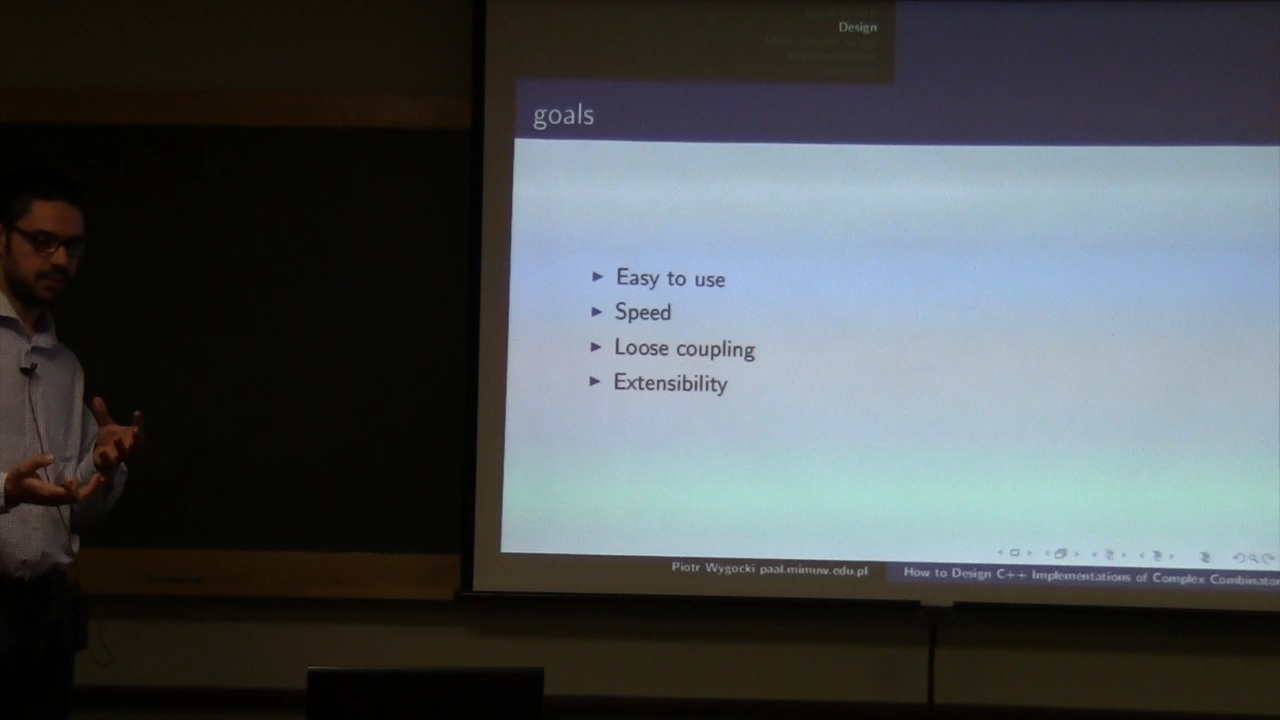 Design
goals
Easy to use
Speed
Loose coupling
Extensibility
Piotr Wygocki paal.mimuw.edu.pl
How to Design C++ Implementations of Complex Combinato